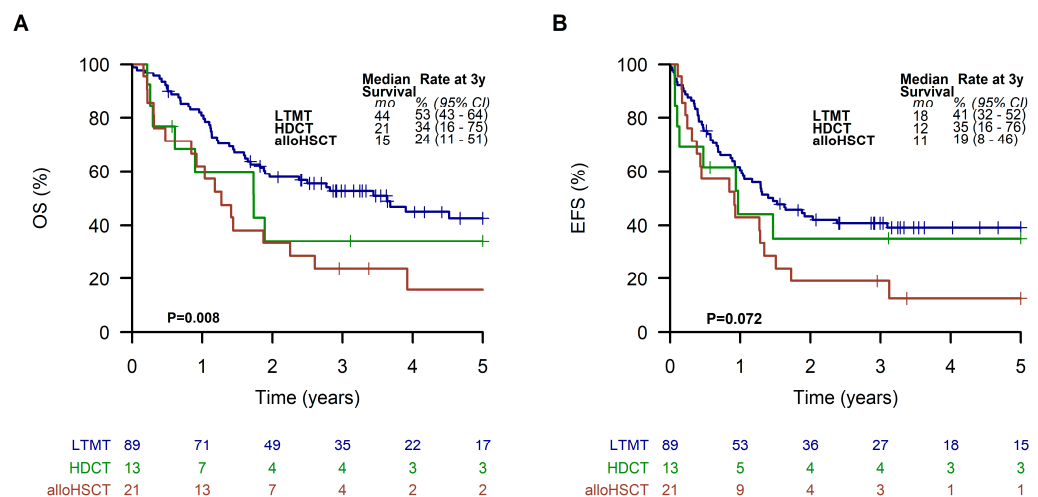 A
B
Median Rate at 3y
Survival
mo % (95% CI)
LTMT 44 53 (43 - 64)
HDCT 21 34 (16 - 75)
alloHSCT 15 24 (11 - 51)
100
80
60
40
20
0
OS (%)
P=0.008
0 1 2 3 4 5
Time (years)
LTMT 89 71 49 35 22 17
HDCT 13 7 4 4 3 3
alloHSCT 21 13 7 4 2 2
Median Rate at 3y
Survival
mo % (95% CI)
LTMT 18 41 (32 - 52)
HDCT 12 35 (16 - 76)
alloHSCT 11 19 (8 - 46)
100
80
60
40
20
0
EFS (%)
P=0.072
0 1 2 3 4 5
Time (years)
LTMT 89 53 36 27 18 15
HDCT 13 5 4 4 3 3
alloHSCT 21 9 4 3 1 1